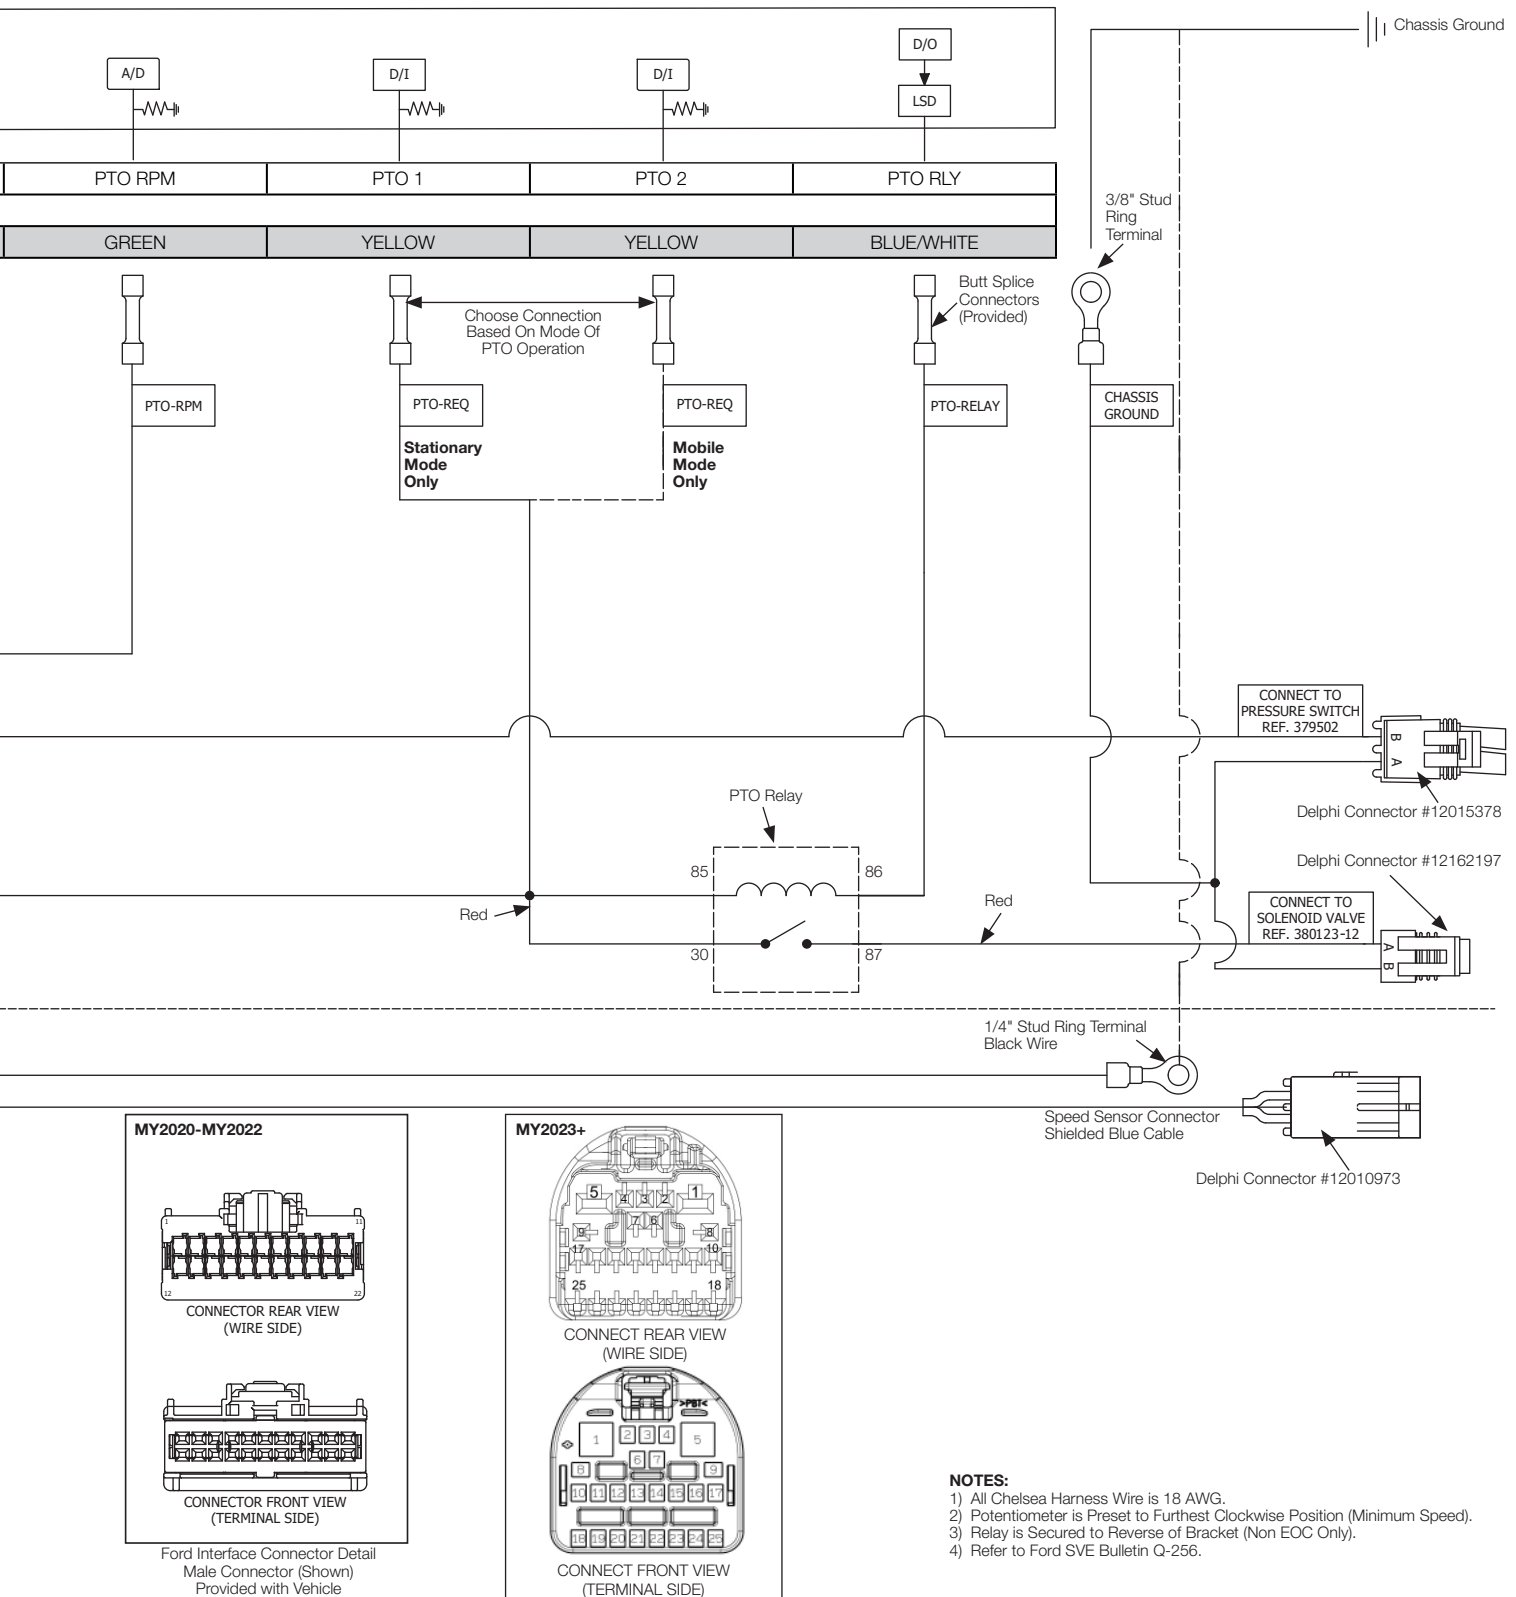 Chassis Ground
D/O
A/D
D/I
D/I
LSD
PTO RPM
PTO 1
PTO 2
PTO RLY
3/8" Stud
Ring
Terminal
GREEN
YELLOW
YELLOW
BLUE/WHITE
Butt Splice
Connectors
(Provided)
Choose Connection
Based On Mode Of
PTO Operation
PTO-RPM
PTO-REQ
PTO-REQ
PTO-RELAY
CHASSIS
GROUND
Stationary
Mode
Only
Mobile
Mode
Only
CONNECT TO
PRESSURE SWITCH
REF. 379502
B
A
Delphi Connector #12015378
PTO Relay
85
86
Delphi Connector #12162197
Red
Red
CONNECT TO
SOLENOID VALVE
REF. 380123-12
A
B
30
87
1/4" Stud Ring Terminal
Black Wire
Speed Sensor Connector
Shielded Blue Cable
Delphi Connector #12010973
MY2020-MY2022
1
11
12
22
CONNECTOR REAR VIEW
(WIRE SIDE)
CONNECTOR FRONT VIEW
(TERMINAL SIDE)
Ford Interface Connector Detail
Male Connector (Shown)
Provided with Vehicle
MY2023+
5 4 3 2 1
7 6
9 8
17 10
25 18
CONNECT REAR VIEW
(WIRE SIDE)
>PBT<
1 2 3 4 5
6 7
8 9
10 11 12 13 14 15 16 17
18 19 20 21 22 23 24 25
CONNECT FRONT VIEW
(TERMINAL SIDE)
NOTES:
1) All Chelsea Harness Wire is 18 AWG.
2) Potentiometer is Preset to Furthest Clockwise Position (Minimum Speed).
3) Relay is Secured to Reverse of Bracket (Non EOC Only).
4) Refer to Ford SVE Bulletin Q-256.